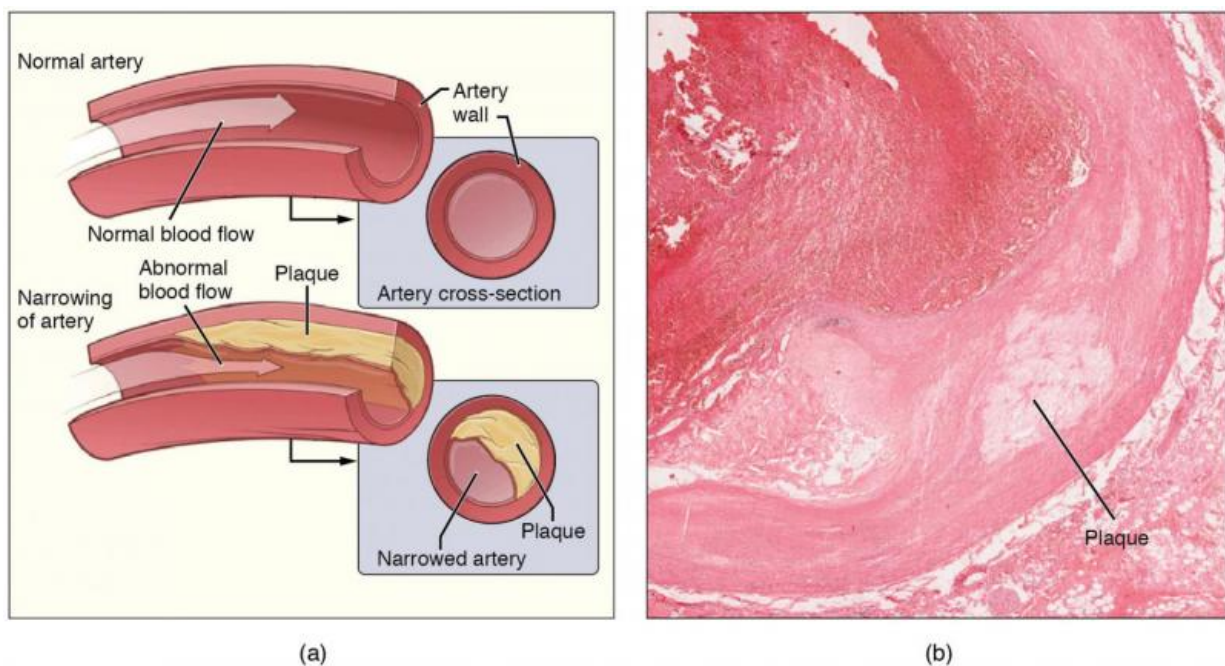 Normal artery
Artery
wall
Normal blood flow
Artery cross-section
Abnormal
blood flow
Plaque
Narrowing
of artery
Plaque
Narrowed artery
Plaque
(a)
(b)